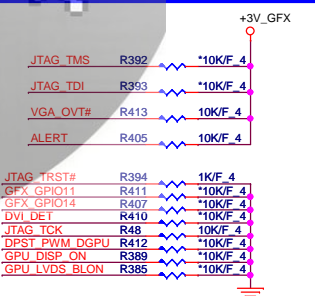 +3V_GFX
JTAG_TMS R392 *10K/F_4
JTAG_TDI R393 *10K/F_4
VGA_OVT# R413 10K/F_4
ALERT R405 10K/F_4
JTAG_TRST# R394 1K/F_4
GFX_GPIO11 R411 *10K/F_4
GFX_GPIO14 R407 *10K/F_4
DVI_DET R410 *10K/F_4
JTAG_TCK R48 10K/F_4
DPST_PWM_DGPU R412 *10K/F_4
GPU_DISP_ON R389 *10K/F_4
GPU_LVDS_BLON R385 *10K/F_4